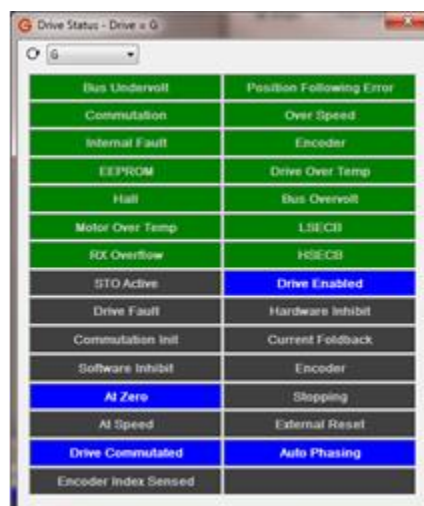 Drive Status - Drive = G
G
Bus Undervolt Position Following Error
Commutation Over Speed
Internal Fault Encoder
EEPROM Drive Over Temp
Hall Bus Overvolt
Motor Over Temp LSECB
RX Overflow HSECB
STO Active Drive Enabled
Drive Fault Hardware Inhibit
Commutation Init Current Foldback
Software Inhibit Encoder
At Zero Stopping
At Speed External Reset
Drive Commutated Auto Phasing
Encoder Index Sensed